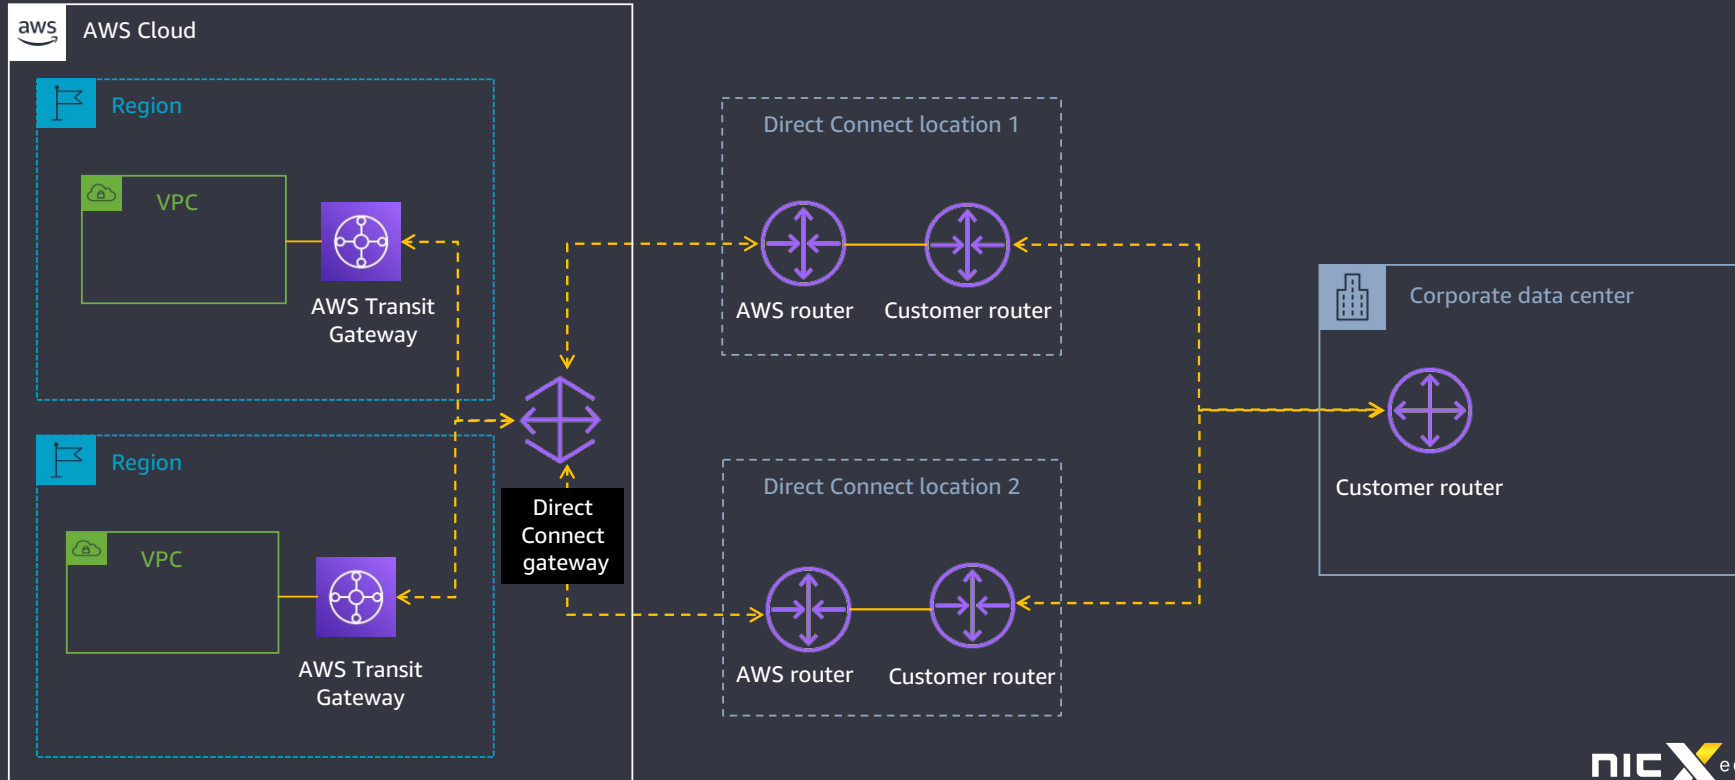 aws
AWS Cloud
Region
VPC
AWS Transit
Gateway
Region
VPC
AWS Transit
Gateway
Direct
Connect
gateway
Direct Connect location 1
AWS router
Customer router
Direct Connect location 2
AWS router
Customer router
Corporate data center
Customer router
nicX